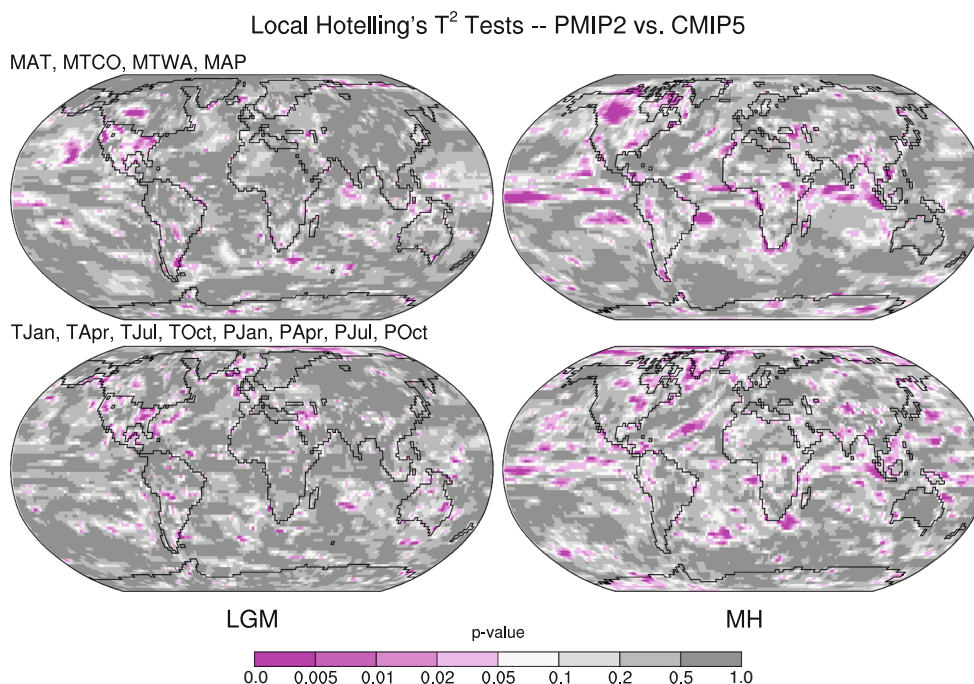 Local Hotelling's T² Tests -- PMIP2 vs. CMIP5
MAT, MTCO, MTWA, MAP
TJan, TApr, TJul, TOct, PJan, PApr, PJul, POct
LGM
MH
p-value
0.0 0.005 0.01 0.02 0.05 0.1 0.2 0.5 1.0